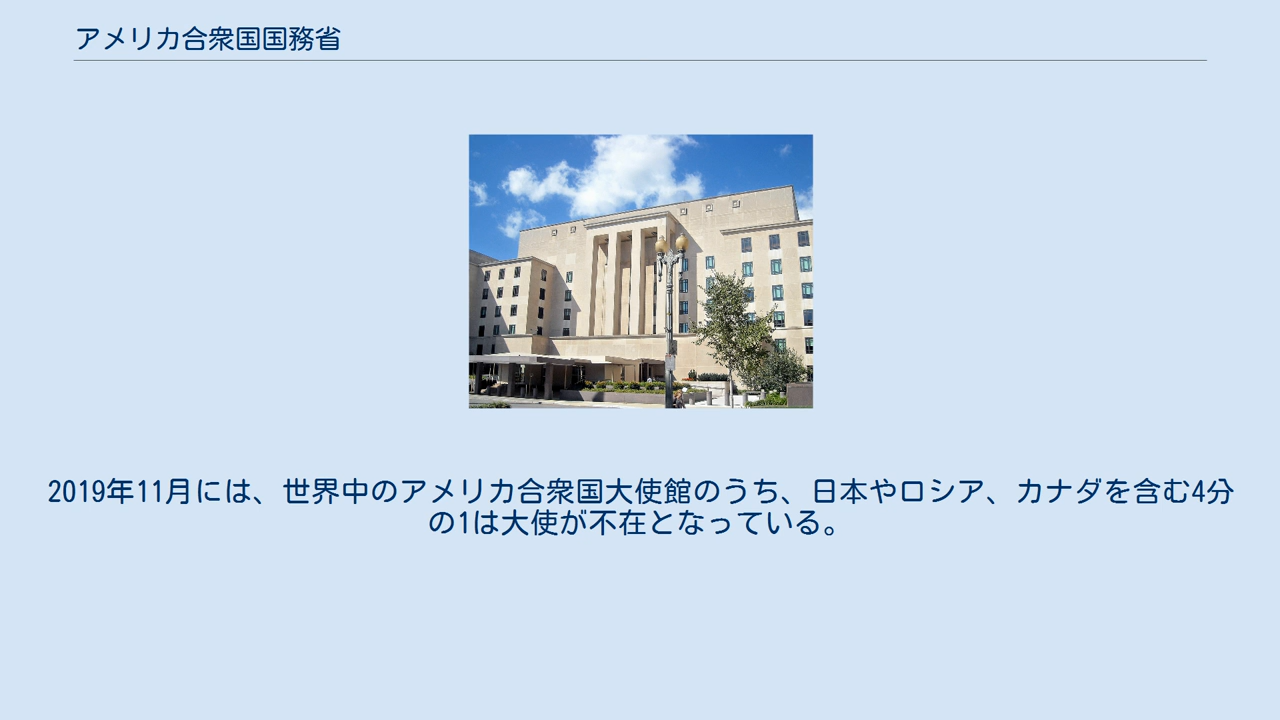 アメリカ合衆国国務省
2019年11月には、世界中のアメリカ合衆国大使館のうち、日本やロシア、カナダを含む4分
の1は大使が不在となっている。